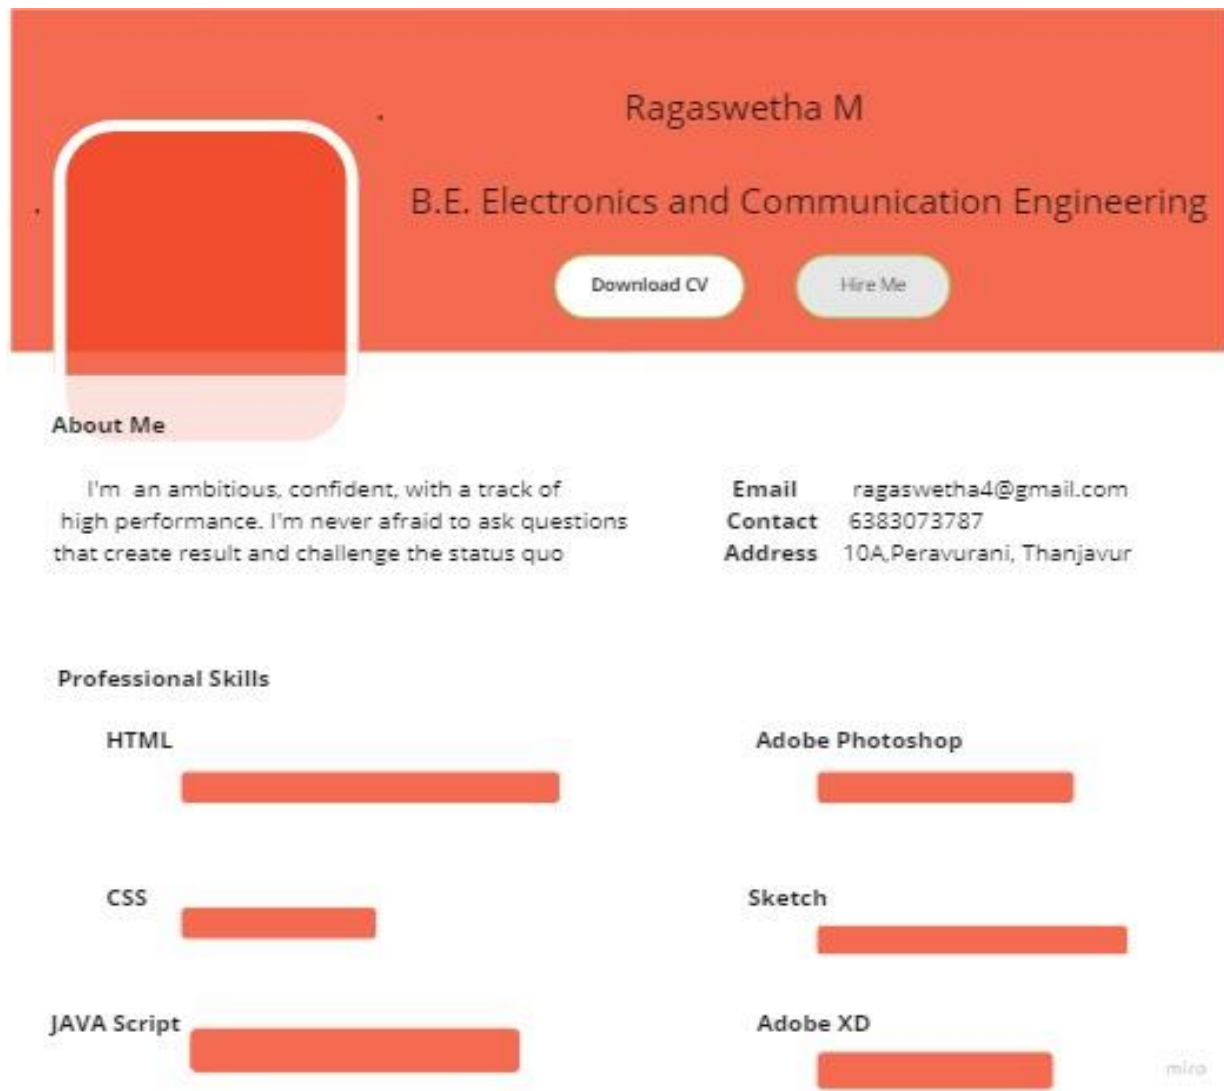 Ragaswetha M
B.E. Electronics and Communication Engineering
Download CV
Hire Me
About Me
I'm an ambitious, confident, with a track of
high performance. I'm never afraid to ask questions
that create result and challenge the status quo
Email ragaswetha4@gmail.com
Contact 6383073787
Address 10A,Peravurani, Thanjavur
Professional Skills
HTML
Adobe Photoshop
CSS
Sketch
JAVA Script
Adobe XD
miro